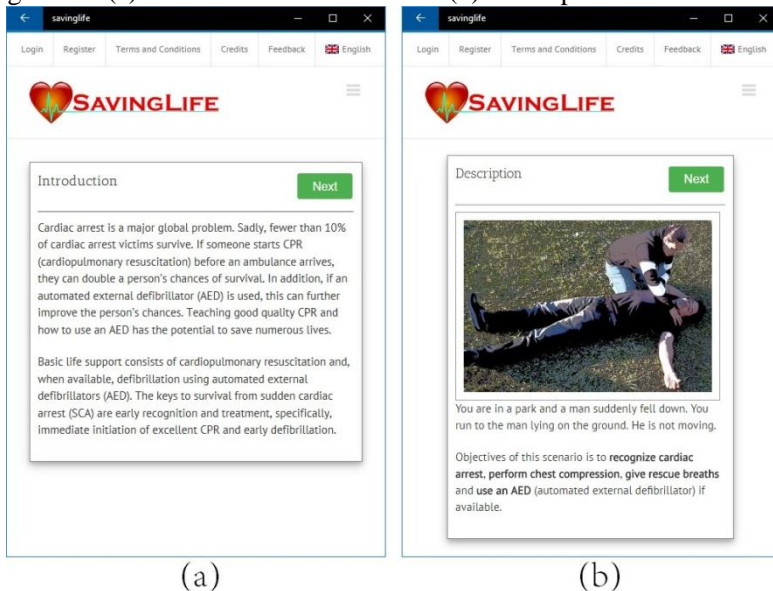 savinglife
Login Register Terms and Conditions Credits Feedback English
SAVINGLIFE
Introduction
Next
Cardiac arrest is a major global problem. Sadly, fewer than 10%
of cardiac arrest victims survive. If someone starts CPR
(cardiopulmonary resuscitation) before an ambulance arrives,
they can double a person's chances of survival. In addition, if an
automated external defibrillator (AED) is used, this can further
improve the person's chances. Teaching good quality CPR and
how to use an AED has the potential to save numerous lives.
Basic life support consists of cardiopulmonary resuscitation and,
when available, defibrillation using automated external
defibrillators (AED). The keys to survival from sudden cardiac
arrest (SCA) are early recognition and treatment, specifically,
immediate initiation of excellent CPR and early defibrillation.
(a)
savinglife
Login Register Terms and Conditions Credits Feedback English
SAVINGLIFE
Description
Next
You are in a park and a man suddenly fell down. You
run to the man lying on the ground. He is not moving.
Objectives of this scenario is to recognize cardiac
arrest, perform chest compression, give rescue breaths
and use an AED (automated external defibrillator) if
available.
(b)